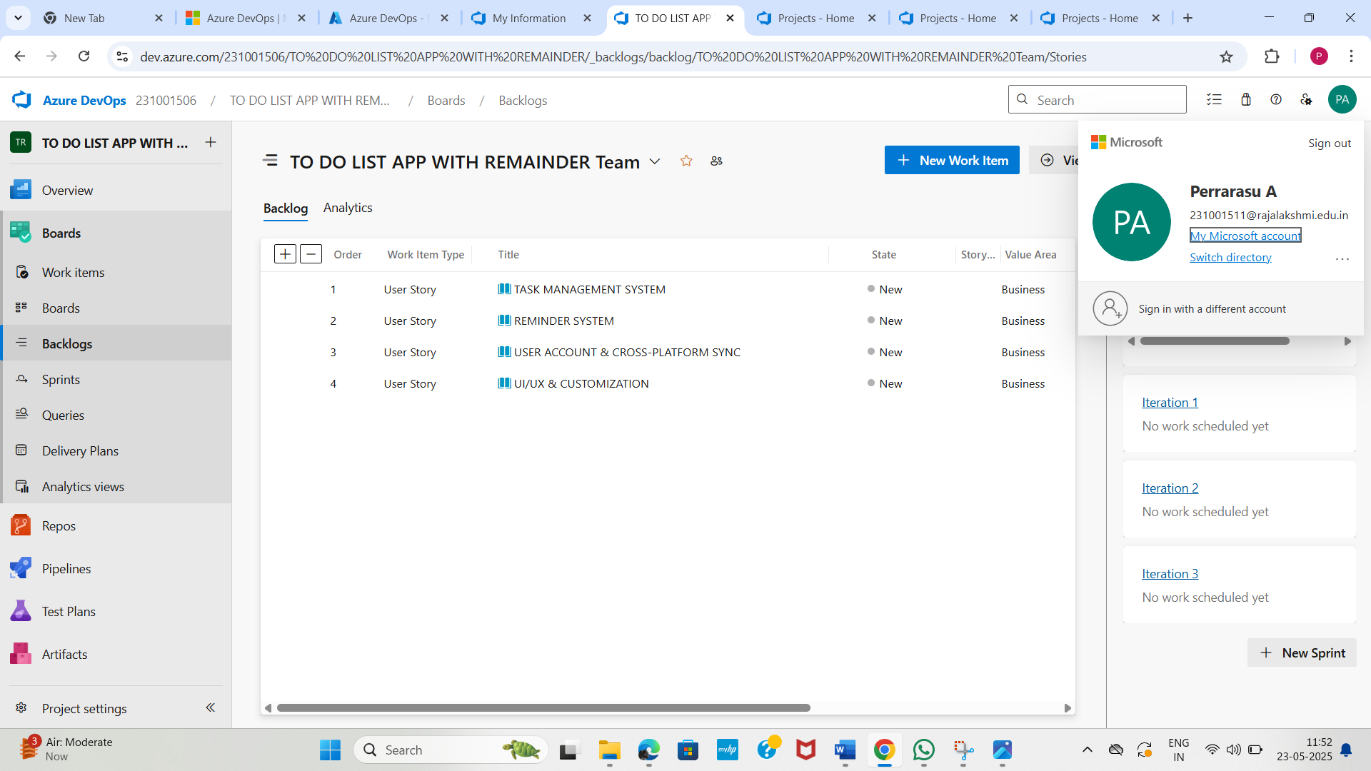 New Tab
Azure DevOps | M
Azure DevOps -
My Information
TO DO LIST APP
Projects - Home
Projects - Home
Projects - Home
dev.azure.com/231001506/TO%20DO%20LIST%20APP%20WITH%20REMAINDER/_backlogs/backlog/TO%20DO%20LIST%20APP%20WITH%20REMAINDER%20Team/Stories
P
Azure DevOps 231001506 / TO DO LIST APP WITH REM... / Boards / Backlogs
Search
PA
TR TO DO LIST APP WITH ...
Overview
Boards
Work items
Boards
Backlogs
Sprints
Queries
Delivery Plans
Analytics views
Repos
Pipelines
Test Plans
Artifacts
Project settings
TO DO LIST APP WITH REMAINDER Team
New Work Item
Backlog Analytics
Order Work Item Type Title State Story... Value Area
1 User Story TASK MANAGEMENT SYSTEM New Business
2 User Story REMINDER SYSTEM New Business
3 User Story USER ACCOUNT & CROSS-PLATFORM SYNC New Business
4 User Story UI/UX & CUSTOMIZATION New Business
Microsoft
Sign out
PA
Perrarasu A
231001511@rajalakshmi.edu.in
My Microsoft account
Switch directory
...
Sign in with a different account
Iteration 1
No work scheduled yet
Iteration 2
No work scheduled yet
Iteration 3
No work scheduled yet
New Sprint
3
Air: Moderate
Now
Search
myhp
ENG
IN
11:52
23-05-2025